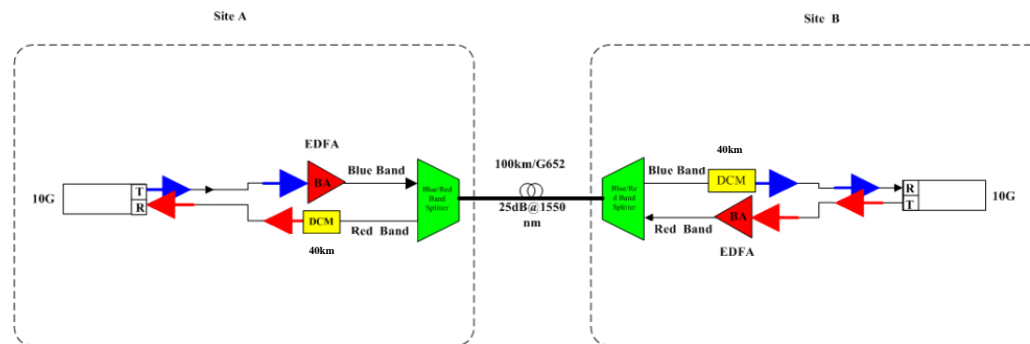 Site A
Site B
EDFA
Blue Band
100km/G652
Blue Band
40km
10G
T
R
BA
Blue/Red
Band
Splitter
25dB@1550
nm
Blue/Re
d Band
Splitter
DCM
R
T
10G
DCM
Red Band
40km
Red Band
BA
EDFA